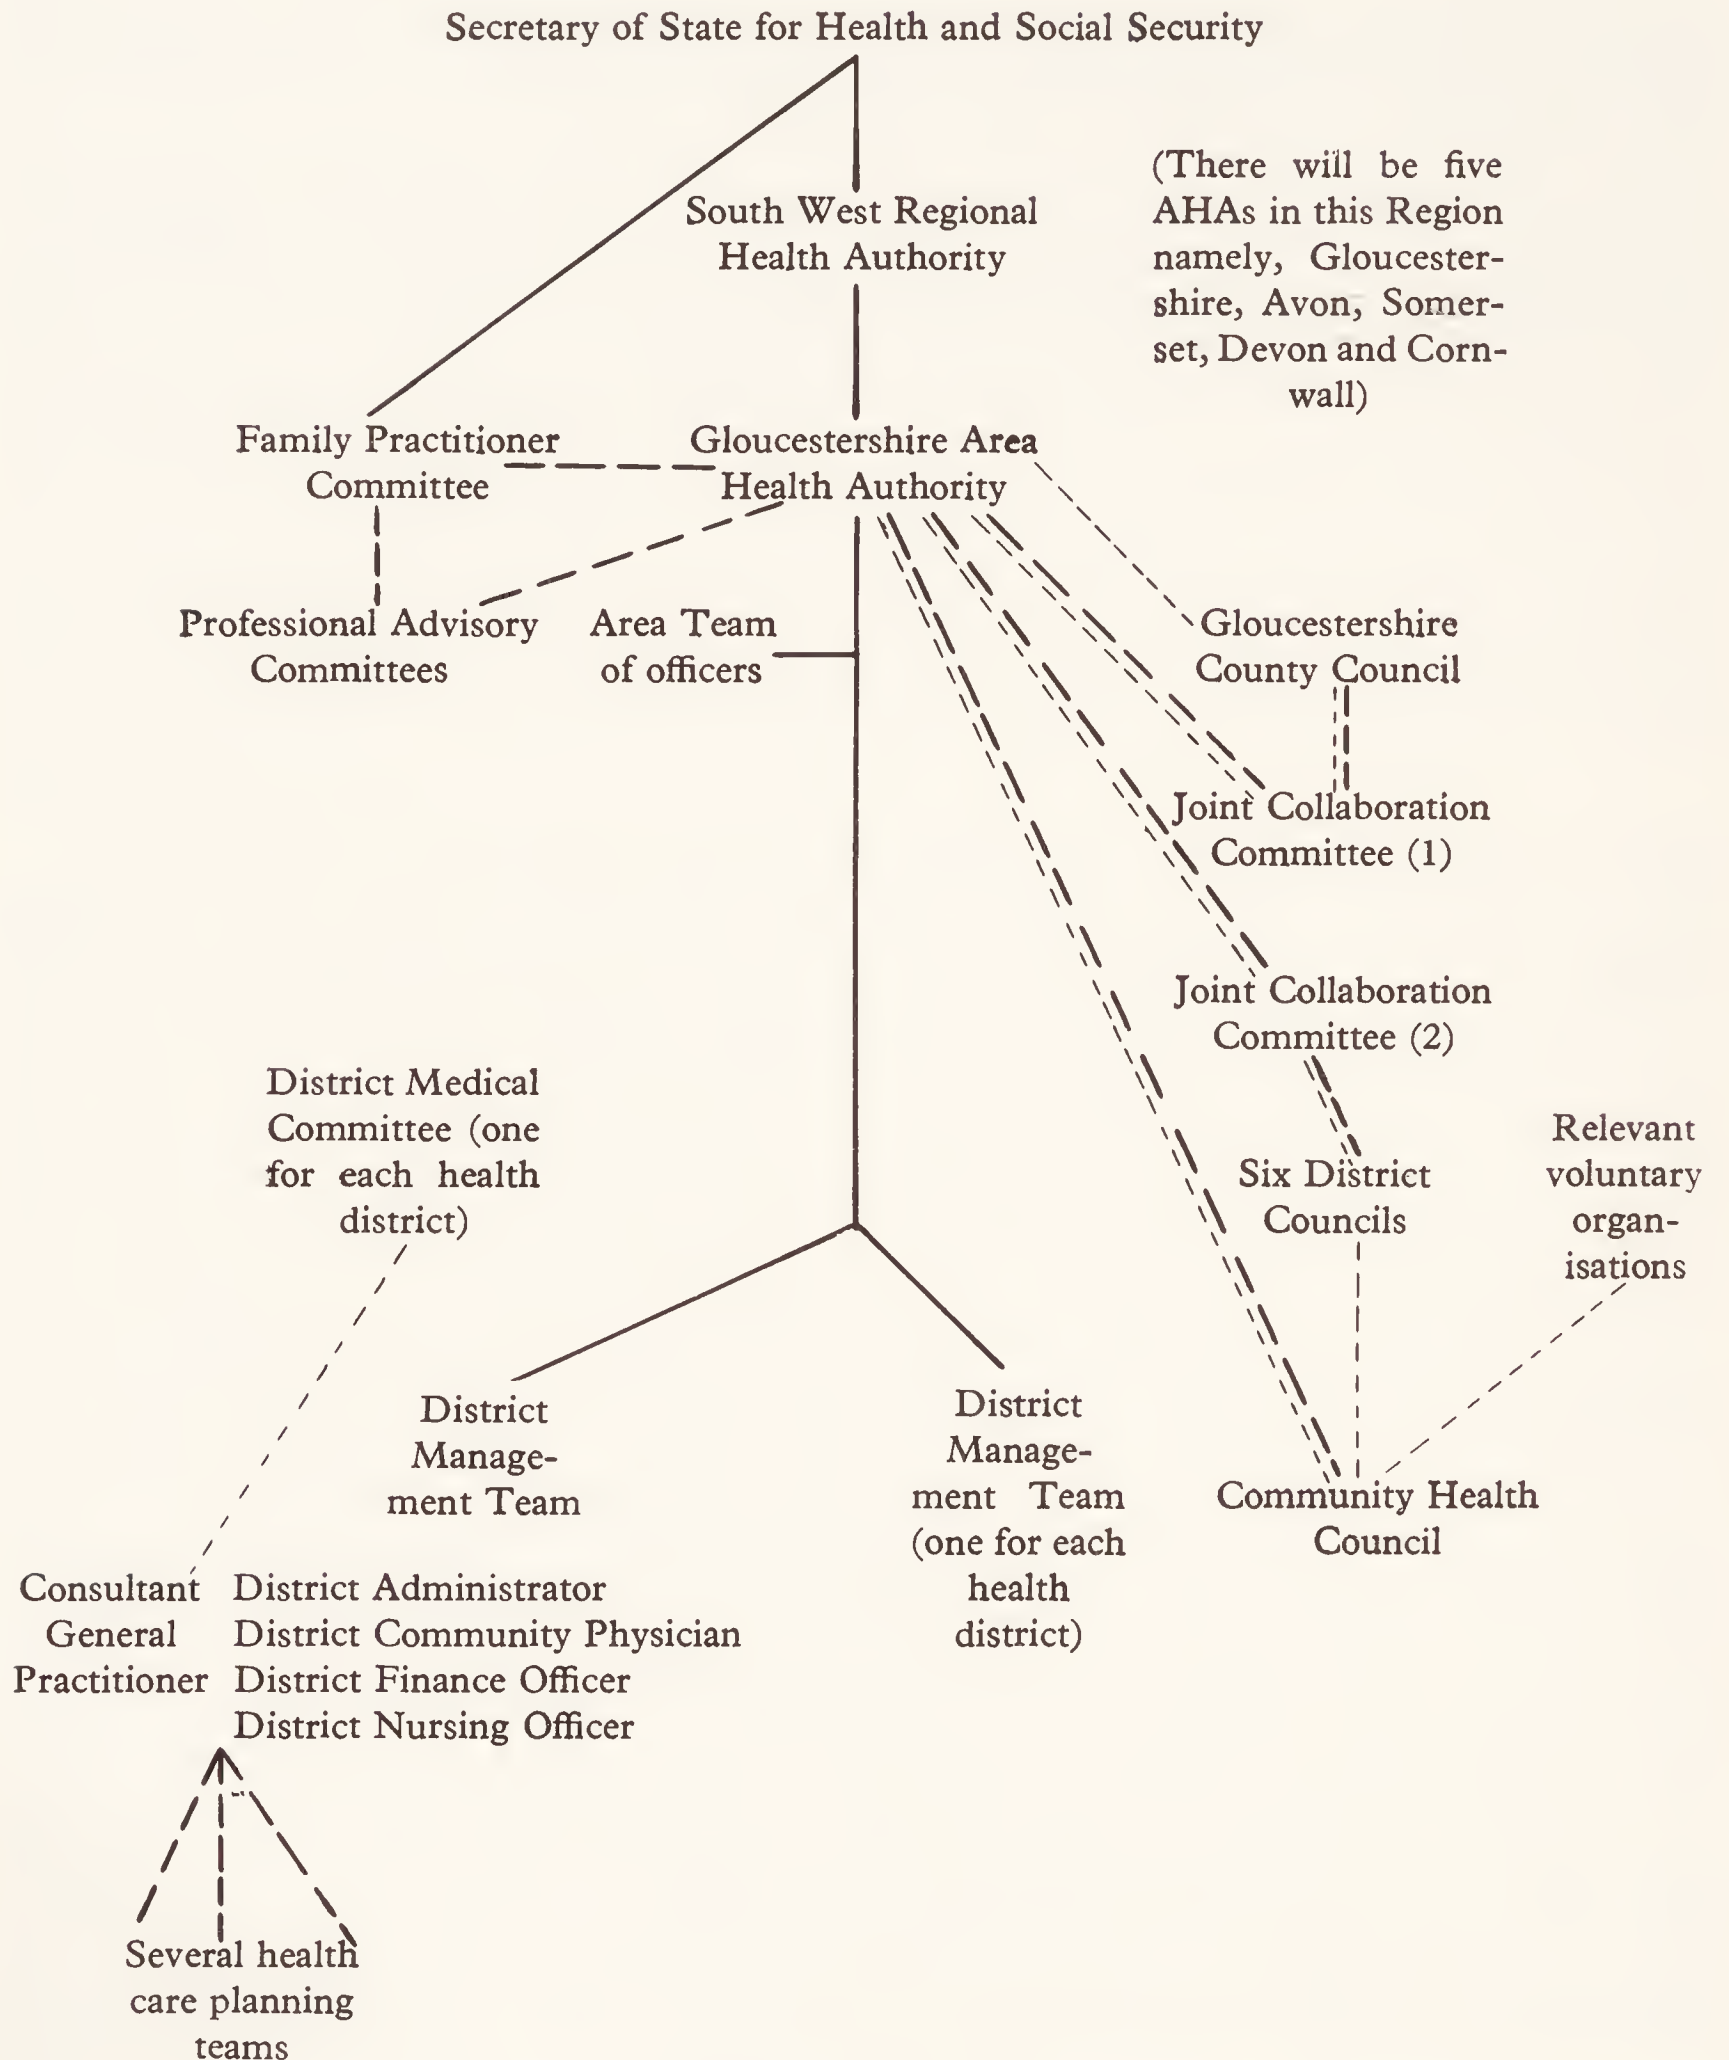 Secretary of State for Health and Social Security
South West Regional
Health Authority
(There will be five
AHAs in this Region
namely, Gloucester-
shire, Avon, Somer-
set, Devon and Corn-
wall)
Family Practitioner
Committee
Gloucestershire Area
Health Authority
Professional Advisory
Committees
Area Team
of officers
Gloucestershire
County Council
Joint Collaboration
Committee (1)
Joint Collaboration
Committee (2)
District Medical
Committee (one
for each health
district)
Six District
Councils
Relevant
voluntary
organ-
isations
District
Manage-
ment Team
District
Manage-
ment Team
(one for each
health
district)
Community Health
Council
Consultant
General
Practitioner
District Administrator
District Community Physician
District Finance Officer
District Nursing Officer
Several health
care planning
teams